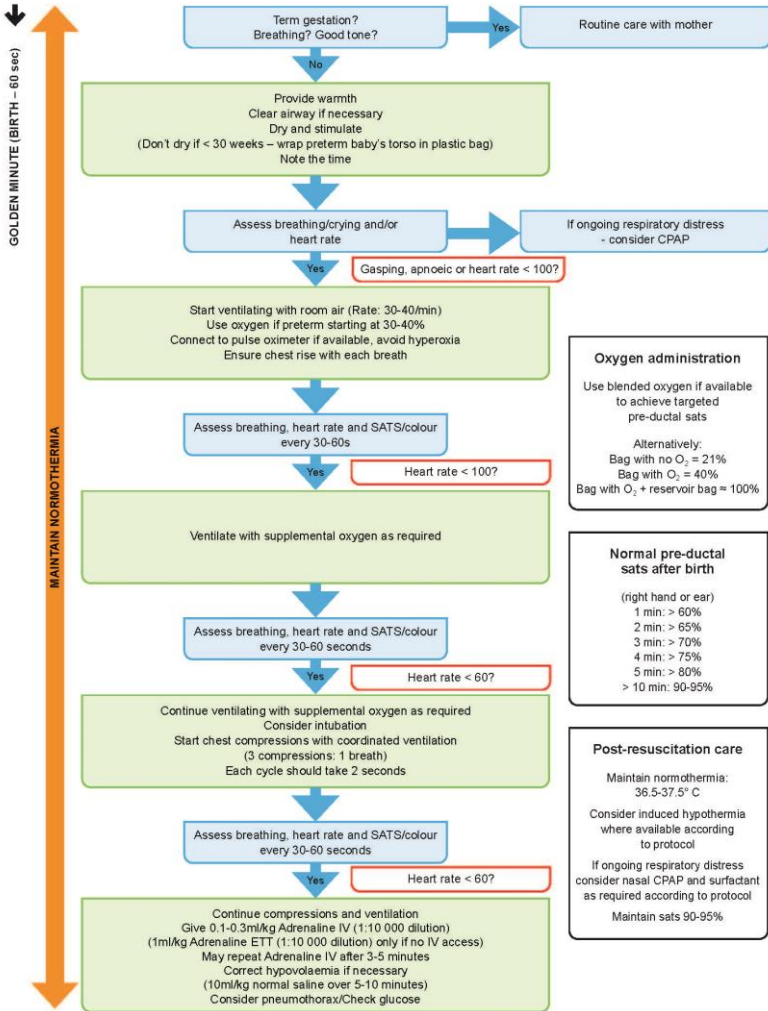 GOLDEN MINUTE (BIRTH – 60 sec)
MAINTAIN NORMOTHERMIA
Term gestation?
Breathing? Good tone?
Yes
Routine care with mother
No
Provide warmth
Clear airway if necessary
Dry and stimulate
(Don't dry if < 30 weeks – wrap preterm baby's torso in plastic bag)
Note the time
Assess breathing/crying and/or
heart rate
If ongoing respiratory distress
- consider CPAP
Yes
Gasping, apnoeic or heart rate < 100?
Start ventilating with room air (Rate: 30-40/min)
Use oxygen if preterm starting at 30-40%
Connect to pulse oximeter if available, avoid hyperoxia
Ensure chest rise with each breath
Assess breathing, heart rate and SATS/colour
every 30-60s
Yes
Heart rate < 100?
Ventilate with supplemental oxygen as required
Assess breathing, heart rate and SATS/colour
every 30-60 seconds
Yes
Heart rate < 60?
Continue ventilating with supplemental oxygen as required
Consider intubation
Start chest compressions with coordinated ventilation
(3 compressions: 1 breath)
Each cycle should take 2 seconds
Assess breathing, heart rate and SATS/colour
every 30-60 seconds
Yes
Heart rate < 60?
Continue compressions and ventilation
Give 0.1-0.3ml/kg Adrenaline IV (1:10 000 dilution)
(1ml/kg Adrenaline ETT (1:10 000 dilution) only if no IV access)
May repeat Adrenaline IV after 3-5 minutes
Correct hypovolaemia if necessary
(10ml/kg normal saline over 5-10 minutes)
Consider pneumothorax/Check glucose
Oxygen administration
Use blended oxygen if available
to achieve targeted
pre-ductal sats
Alternatively:
Bag with no O₂ = 21%
Bag with O₂ = 40%
Bag with O₂ + reservoir bag ≈ 100%
Normal pre-ductal
sats after birth
(right hand or ear)
1 min: > 60%
2 min: > 65%
3 min: > 70%
4 min: > 75%
5 min: > 80%
> 10 min: 90-95%
Post-resuscitation care
Maintain normothermia:
36.5-37.5° C
Consider induced hypothermia
where available according
to protocol
If ongoing respiratory distress
consider nasal CPAP and surfactant
as required according to protocol
Maintain sats 90-95%